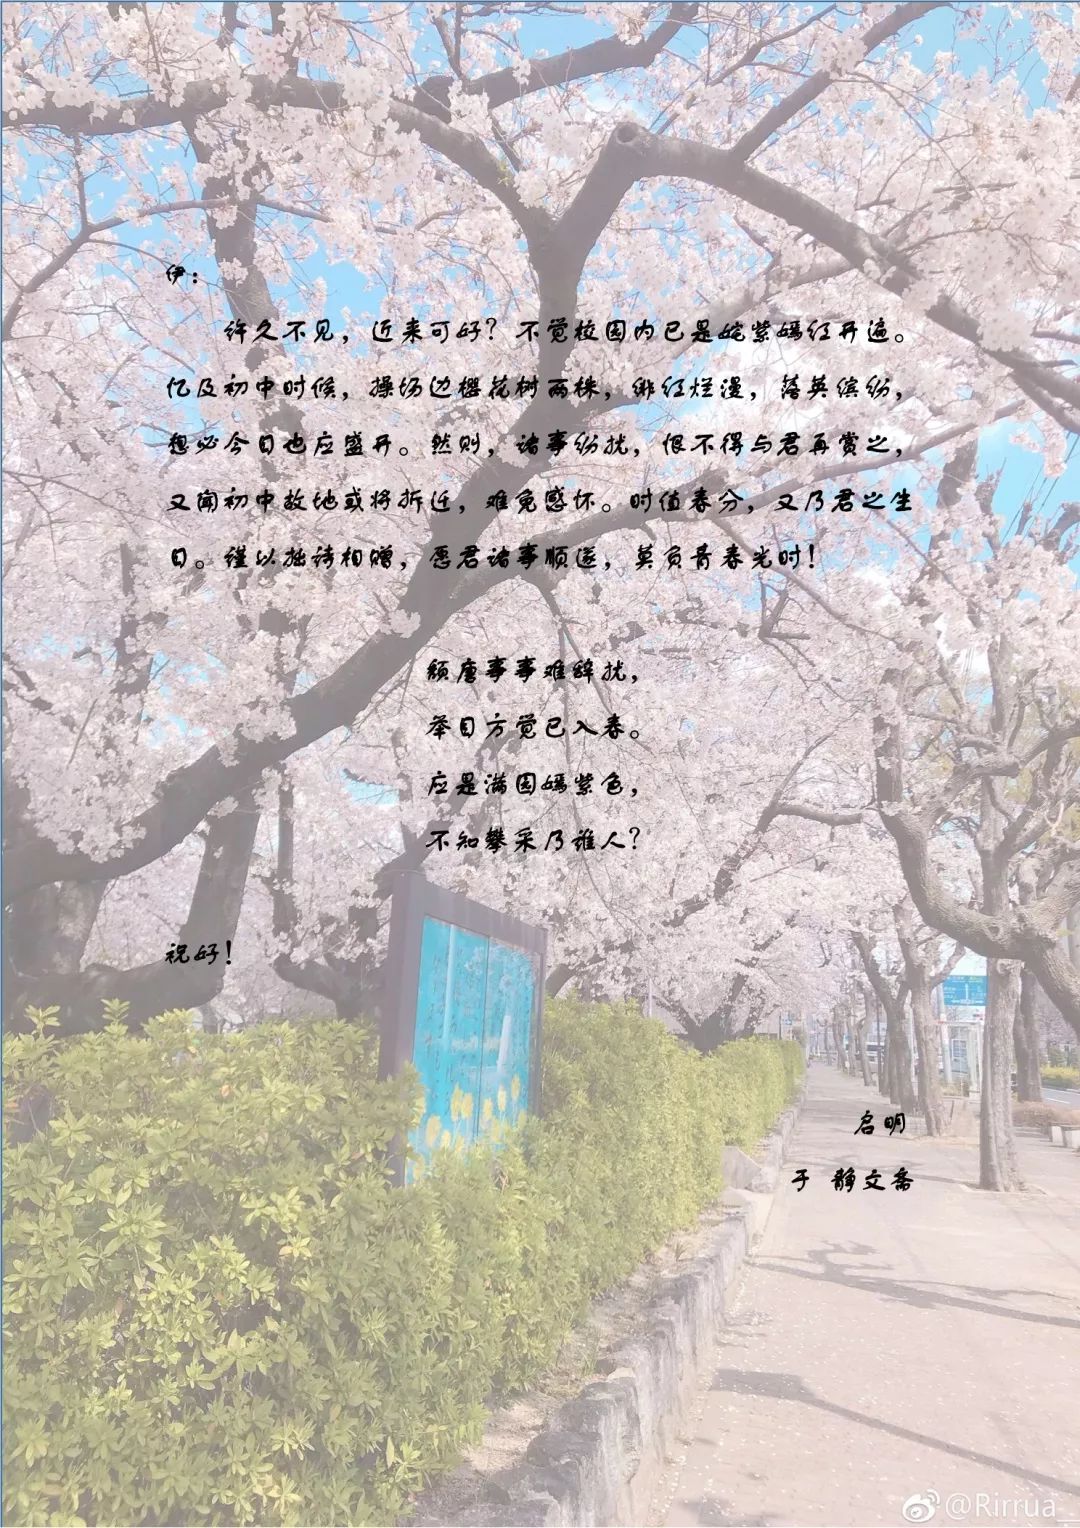 伊：
许久不见，近来可好？不觉校园内已是姹紫嫣红开遍。
忆及初中时候，操场边樱花树两株，绯红烂漫，落英缤纷，
想必今日也应盛开。然则，诸事纷扰，恨不得与君再赏之，
又闻初中故地或将拆迁，难免感怀。时值春分，又乃君之生
日。谨以拙诗相赠，愿君诸事顺遂，莫负青春光时！
颓唐事事难辞扰，
举目方觉已入春。
应是满园嫣紫色，
不知攀采乃谁人？
祝好！
启明
于 静文斋
@Rirrua_